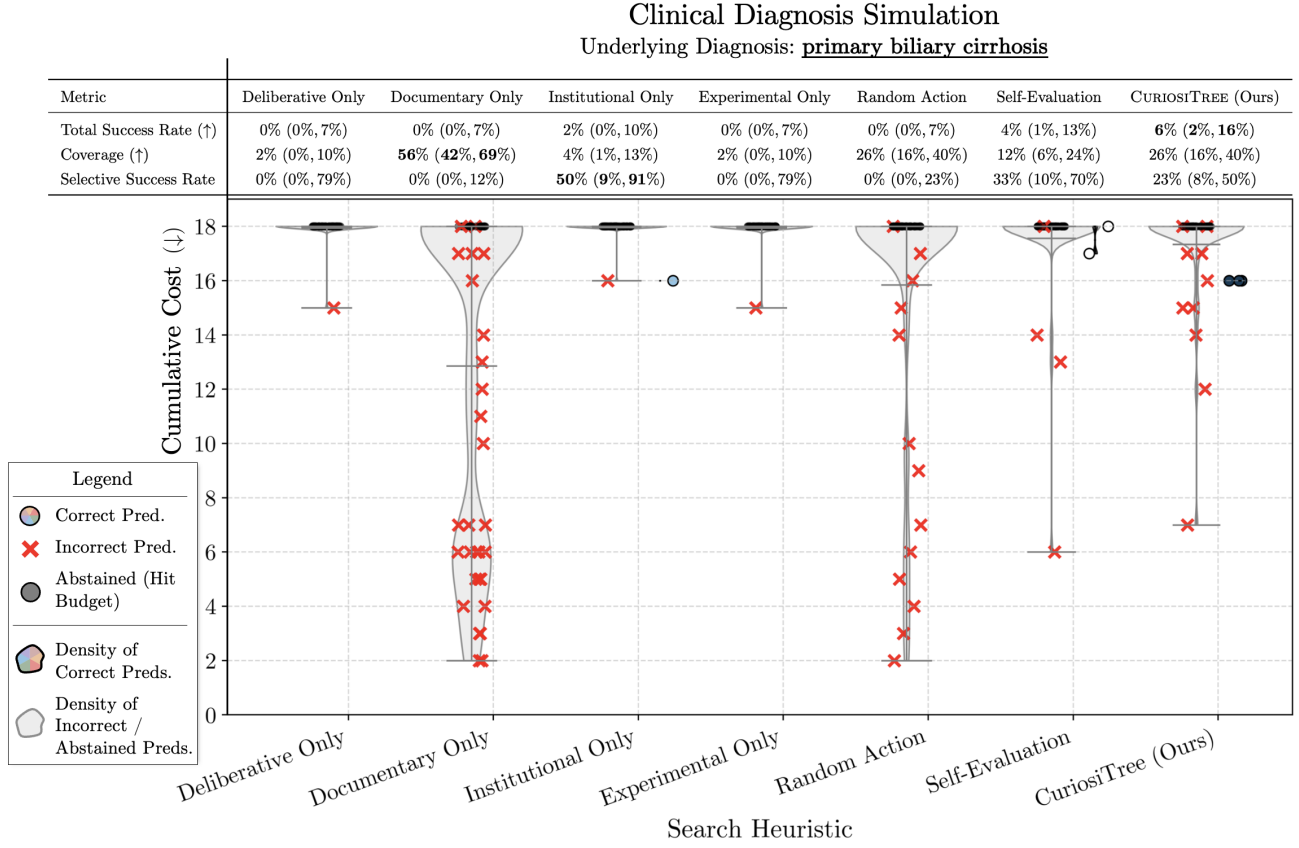 Clinical Diagnosis Simulation
Underlying Diagnosis: primary biliary cirrhosis
Metric Deliberative Only Documentary Only Institutional Only Experimental Only Random Action Self-Evaluation CURIOSITREE (Ours)
Total Success Rate (↑) 0% (0%, 7%) 0% (0%, 7%) 2% (0%, 10%) 0% (0%, 7%) 0% (0%, 7%) 4% (1%, 13%) 6% (2%, 16%)
Coverage (↑) 2% (0%, 10%) 56% (42%, 69%) 4% (1%, 13%) 2% (0%, 10%) 26% (16%, 40%) 12% (6%, 24%) 26% (16%, 40%)
Selective Success Rate 0% (0%, 79%) 0% (0%, 12%) 50% (9%, 91%) 0% (0%, 79%) 0% (0%, 23%) 33% (10%, 70%) 23% (8%, 50%)
Cumulative Cost (↓)
18
16
14
12
10
8
6
4
2
0
Legend
Correct Pred.
Incorrect Pred.
Abstained (Hit
Budget)
Density of
Correct Preds.
Density of
Incorrect /
Abstained Preds.
Deliberative Only
Documentary Only
Institutional Only
Experimental Only
Random Action
Self-Evaluation
CuriosiTree (Ours)
Search Heuristic